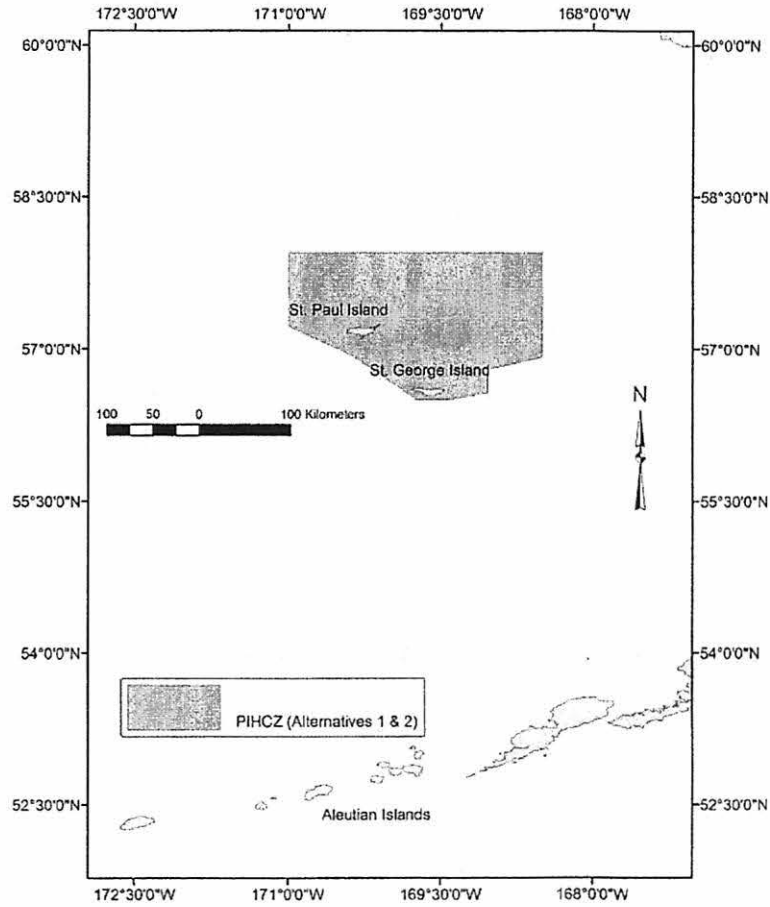 172°30'0"W 171°0'0"W 169°30'0"W 168°0'0"W
60°0'0"N 60°0'0"N
58°30'0"N 58°30'0"N
St. Paul Island
57°0'0"N 57°0'0"N
St. George Island
N
100 50 0 100 Kilometers
55°30'0"N 55°30'0"N
54°0'0"N 54°0'0"N
PIHCZ (Alternatives 1 & 2)
52°30'0"N 52°30'0"N
Aleutian Islands
172°30'0"W 171°0'0"W 169°30'0"W 168°0'0"W